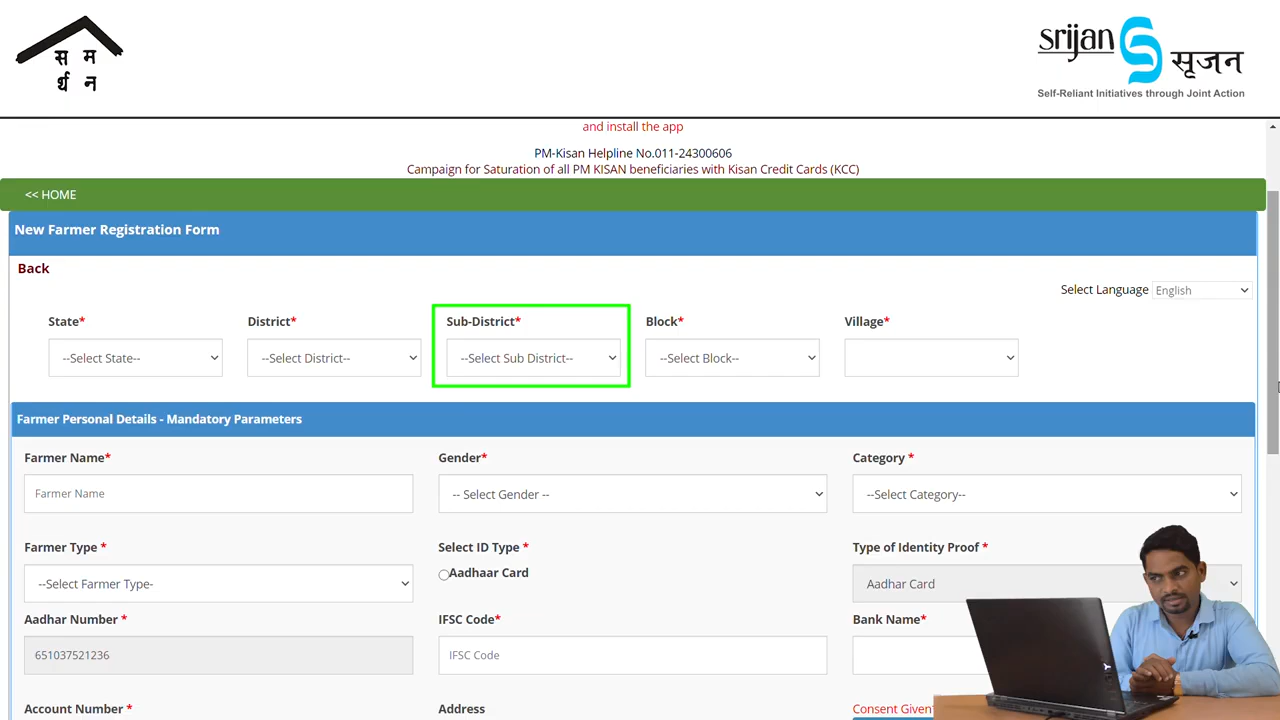 स म
र्थ न
srijan
सृजन
Self-Reliant Initiatives through Joint Action
and install the app
PM-Kisan Helpline No.011-24300606
Campaign for Saturation of all PM KISAN beneficiaries with Kisan Credit Cards (KCC)
<< HOME
New Farmer Registration Form
Back
Select Language English
State* District* Sub-District* Block* Village*
--Select State-- --Select District-- --Select Sub District-- --Select Block--
Farmer Personal Details - Mandatory Parameters
Farmer Name* Gender* Category *
Farmer Name -- Select Gender -- --Select Category--
Farmer Type * Select ID Type * Type of Identity Proof *
Aadhaar Card
--Select Farmer Type- Aadhar Card
Aadhar Number * IFSC Code* Bank Name*
651037521236 IFSC Code
Account Number * Address Consent Given*